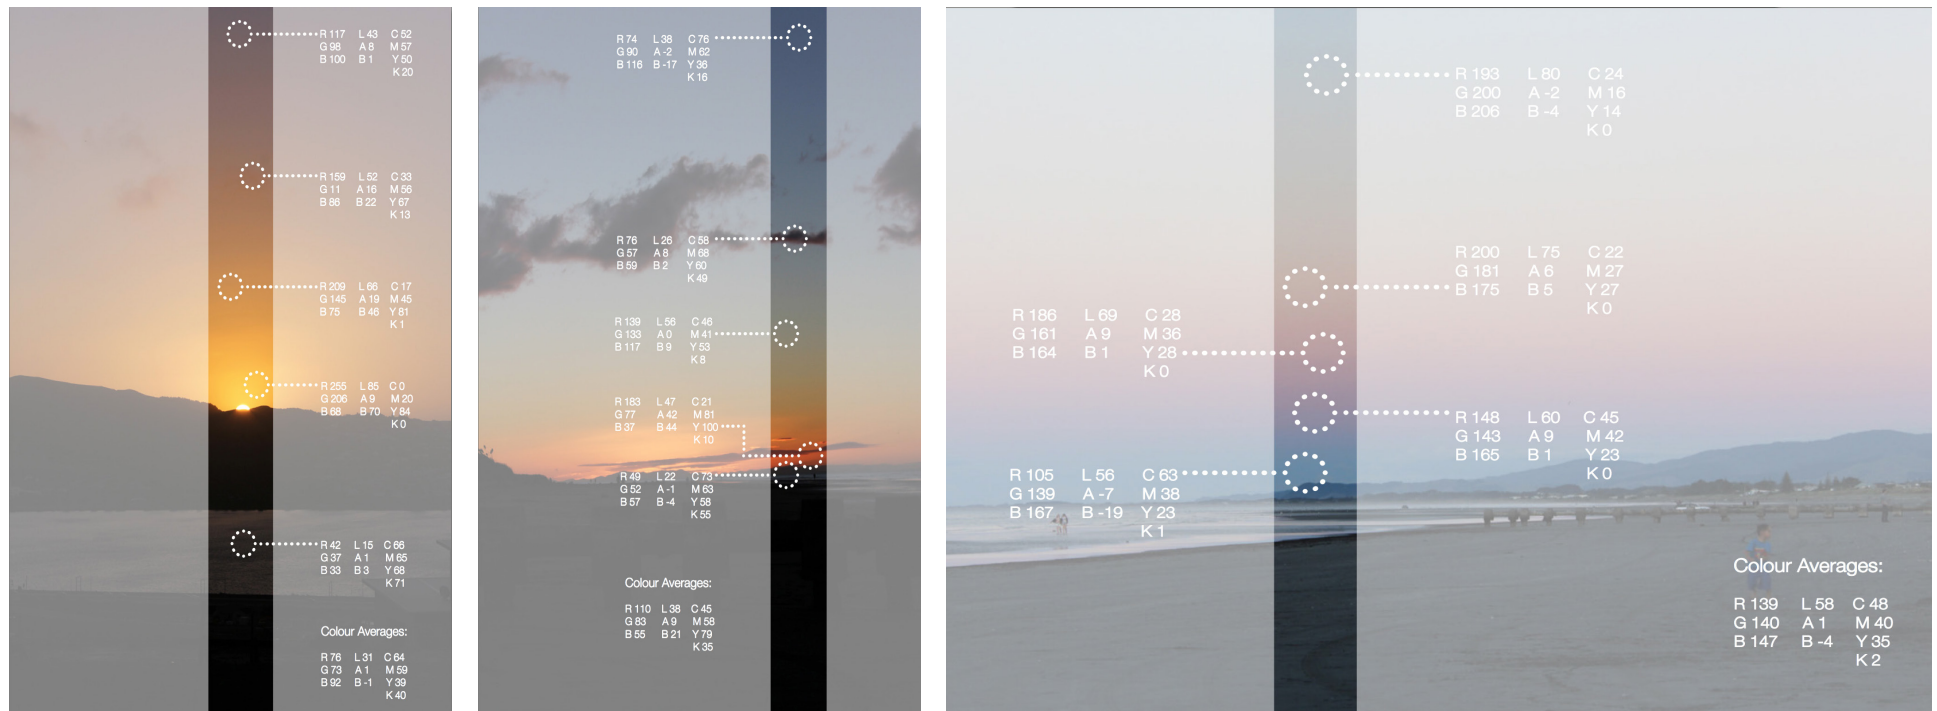 R 117 L 43 C 52
G 98 A 8 M 57
B 100 B 1 Y 50
K 20
R 159 L 52 C 33
G 11 A 16 M 56
B 86 B 22 Y 67
K 13
R 209 L 66 C 17
G 145 A 19 M 45
B 75 B 46 Y 81
K 1
R 255 L 85 C 0
G 206 A 9 M 20
B 68 B 70 Y 84
K 0
R 42 L 15 C 66
G 37 A 1 M 65
B 33 B 3 Y 68
K 71
Colour Averages:
R 76 L 31 C 64
G 73 A 1 M 59
B 92 B -1 Y 39
K 40
R 74 L 38 C 76
G 90 A -2 M 62
B 116 B -17 Y 36
K 16
R 76 L 26 C 58
G 57 A 8 M 68
B 59 B 2 Y 60
K 49
R 139 L 56 C 46
G 133 A 0 M 41
B 117 B 9 Y 53
K 8
R 183 L 47 C 21
G 77 A 42 M 81
B 37 B 44 Y 100
K 10
R 49 L 22 C 73
G 52 A -1 M 63
B 57 B -4 Y 58
K 55
Colour Averages:
R 110 L 38 C 45
G 83 A 9 M 58
B 55 B 21 Y 79
K 35
R 193 L 80 C 24
G 200 A -2 M 16
B 206 B -4 Y 14
K 0
R 200 L 75 C 22
G 181 A 6 M 27
B 175 B 5 Y 27
K 0
R 186 L 69 C 28
G 161 A 9 M 36
B 164 B 1 Y 28
K 0
R 148 L 60 C 45
G 143 A 9 M 42
B 165 B 1 Y 23
K 0
R 105 L 56 C 63
G 139 A -7 M 38
B 167 B -19 Y 23
K 1
Colour Averages:
R 139 L 58 C 48
G 140 A 1 M 40
B 147 B -4 Y 35
K 2